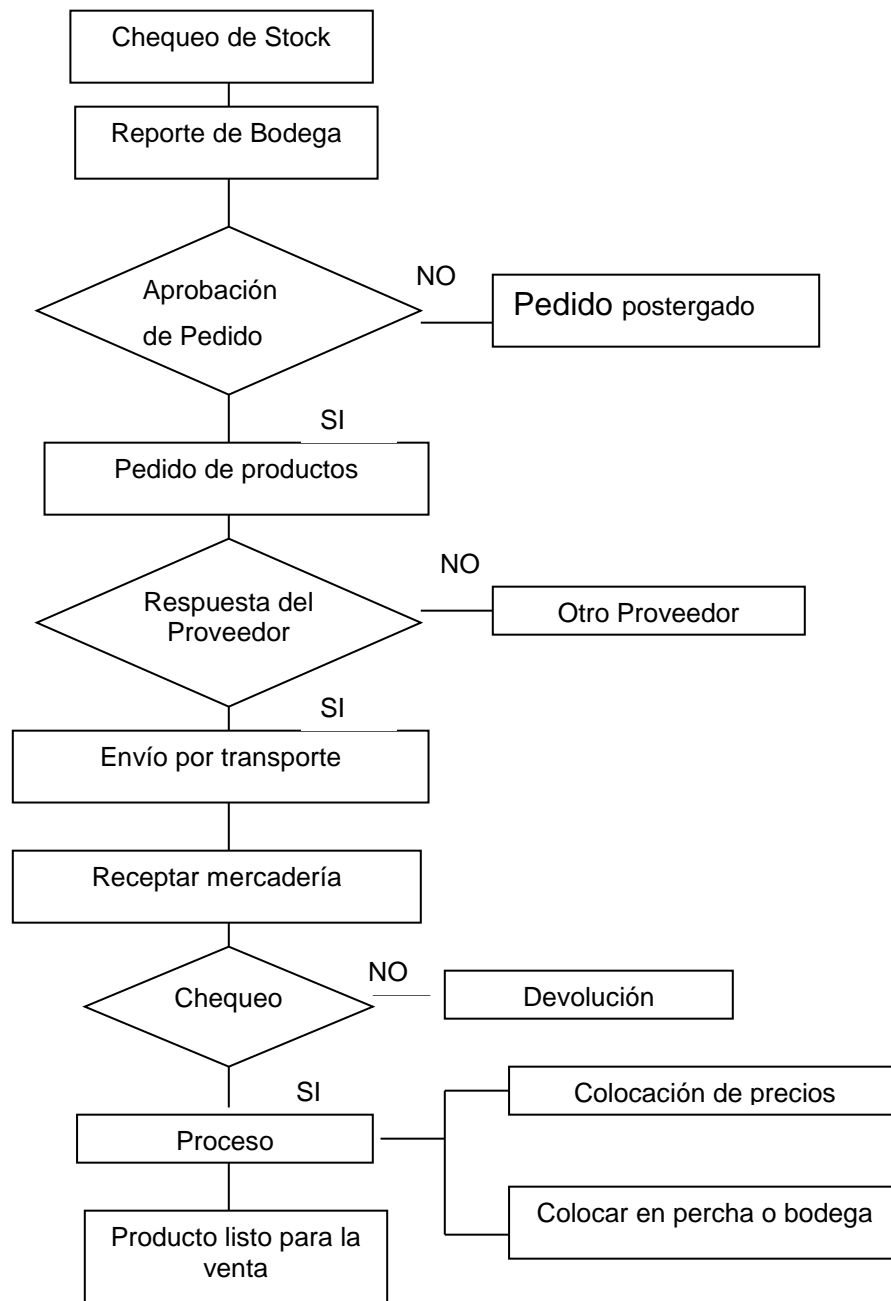 Chequeo de Stock
Reporte de Bodega
Aprobación
de Pedido
NO
Pedido postergado
SI
Pedido de productos
Respuesta del
Proveedor
NO
Otro Proveedor
SI
Envío por transporte
Receptar mercadería
Chequeo
NO
Devolución
SI
Proceso
Colocación de precios
Colocar en percha o bodega
Producto listo para la
venta